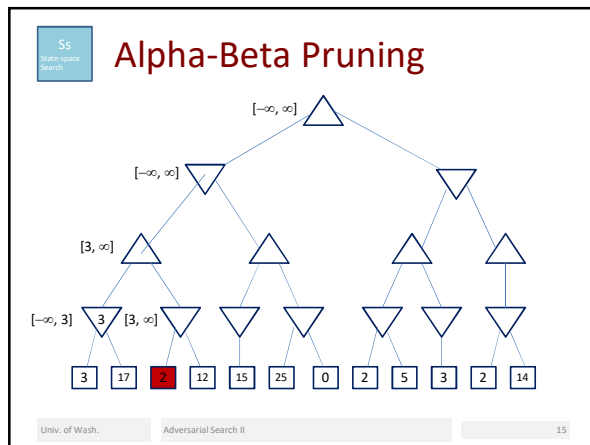 Ss
State-space
Search
Alpha-Beta Pruning
[−∞, ∞]
[−∞, ∞]
[3, ∞]
[−∞, 3] 3 [3, ∞]
3 17 2 12 15 25 0 2 5 3 2 14
Univ. of Wash. Adversarial Search II 15